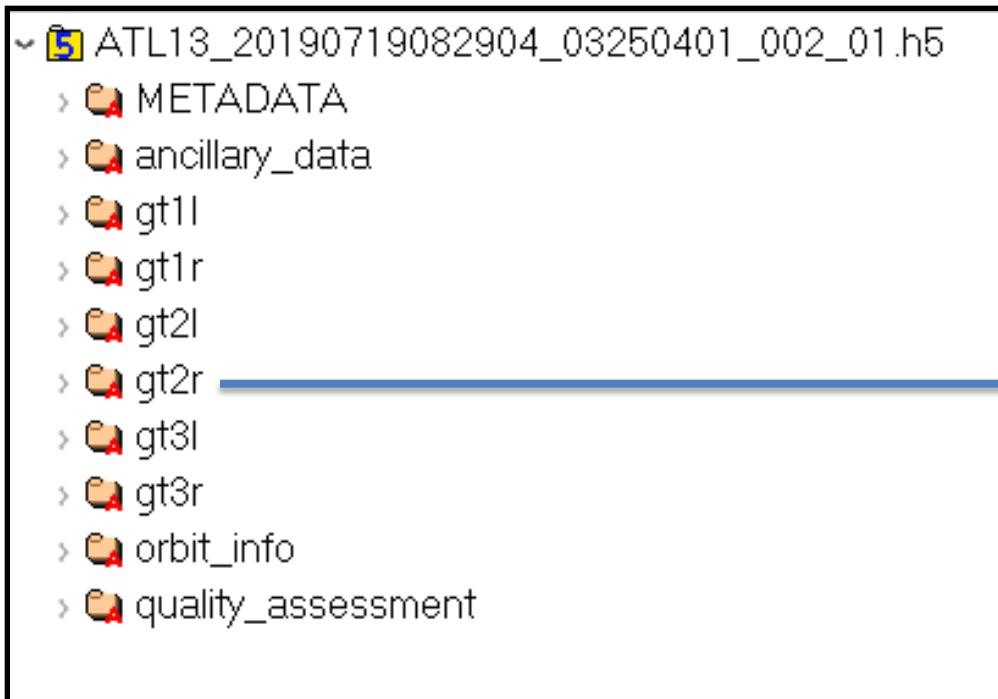 ATL13_20190719082904_03250401_002_01.h5
METADATA
ancillary_data
gt1l
gt1r
gt2l
gt2r
gt3l
gt3r
orbit_info
quality_assessment